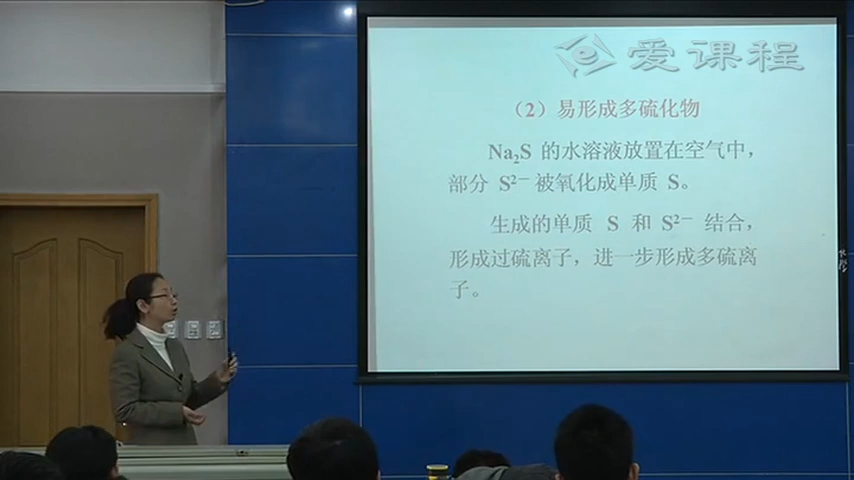 爱课程
（2）易形成多硫化物
Na₂S 的水溶液放置在空气中，
部分 S²⁻ 被氧化成单质 S。
生成的单质 S 和 S²⁻ 结合，
形成过硫离子，进一步形成多硫离
子。